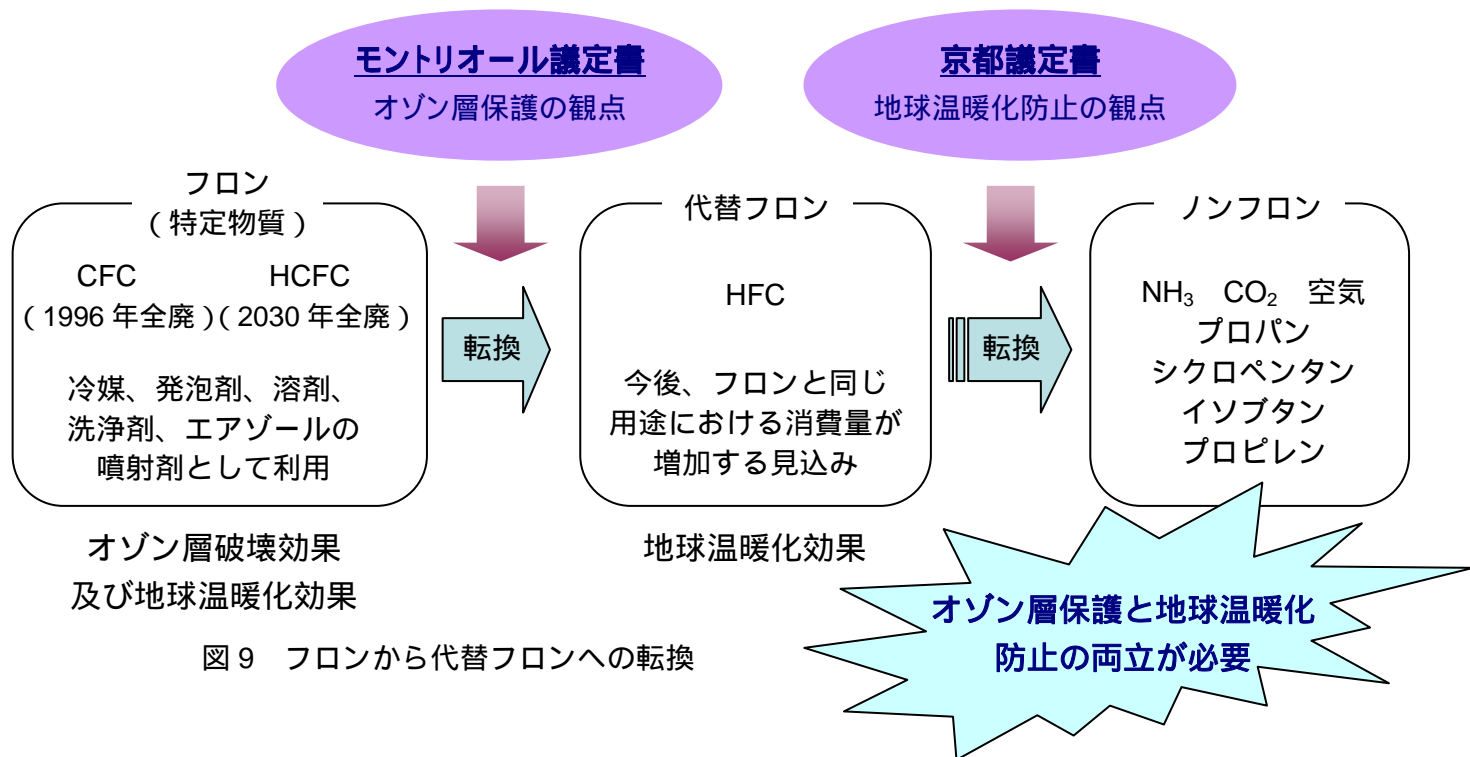 モントリオール議定書
オゾン層保護の観点
京都議定書
地球温暖化防止の観点
フロン
（特定物質）
CFC HCFC
（1996 年全廃）（2030 年全廃）
冷媒、発泡剤、溶剤、
洗浄剤、エアゾールの
噴射剤として利用
オゾン層破壊効果
及び地球温暖化効果
転換
代替フロン
HFC
今後、フロンと同じ
用途における消費量が
増加する見込み
地球温暖化効果
転換
ノンフロン
NH₃ CO₂ 空気
プロパン
シクロペンタン
イソブタン
プロピレン
オゾン層保護と地球温暖化
防止の両立が必要
図 9 フロンから代替フロンへの転換